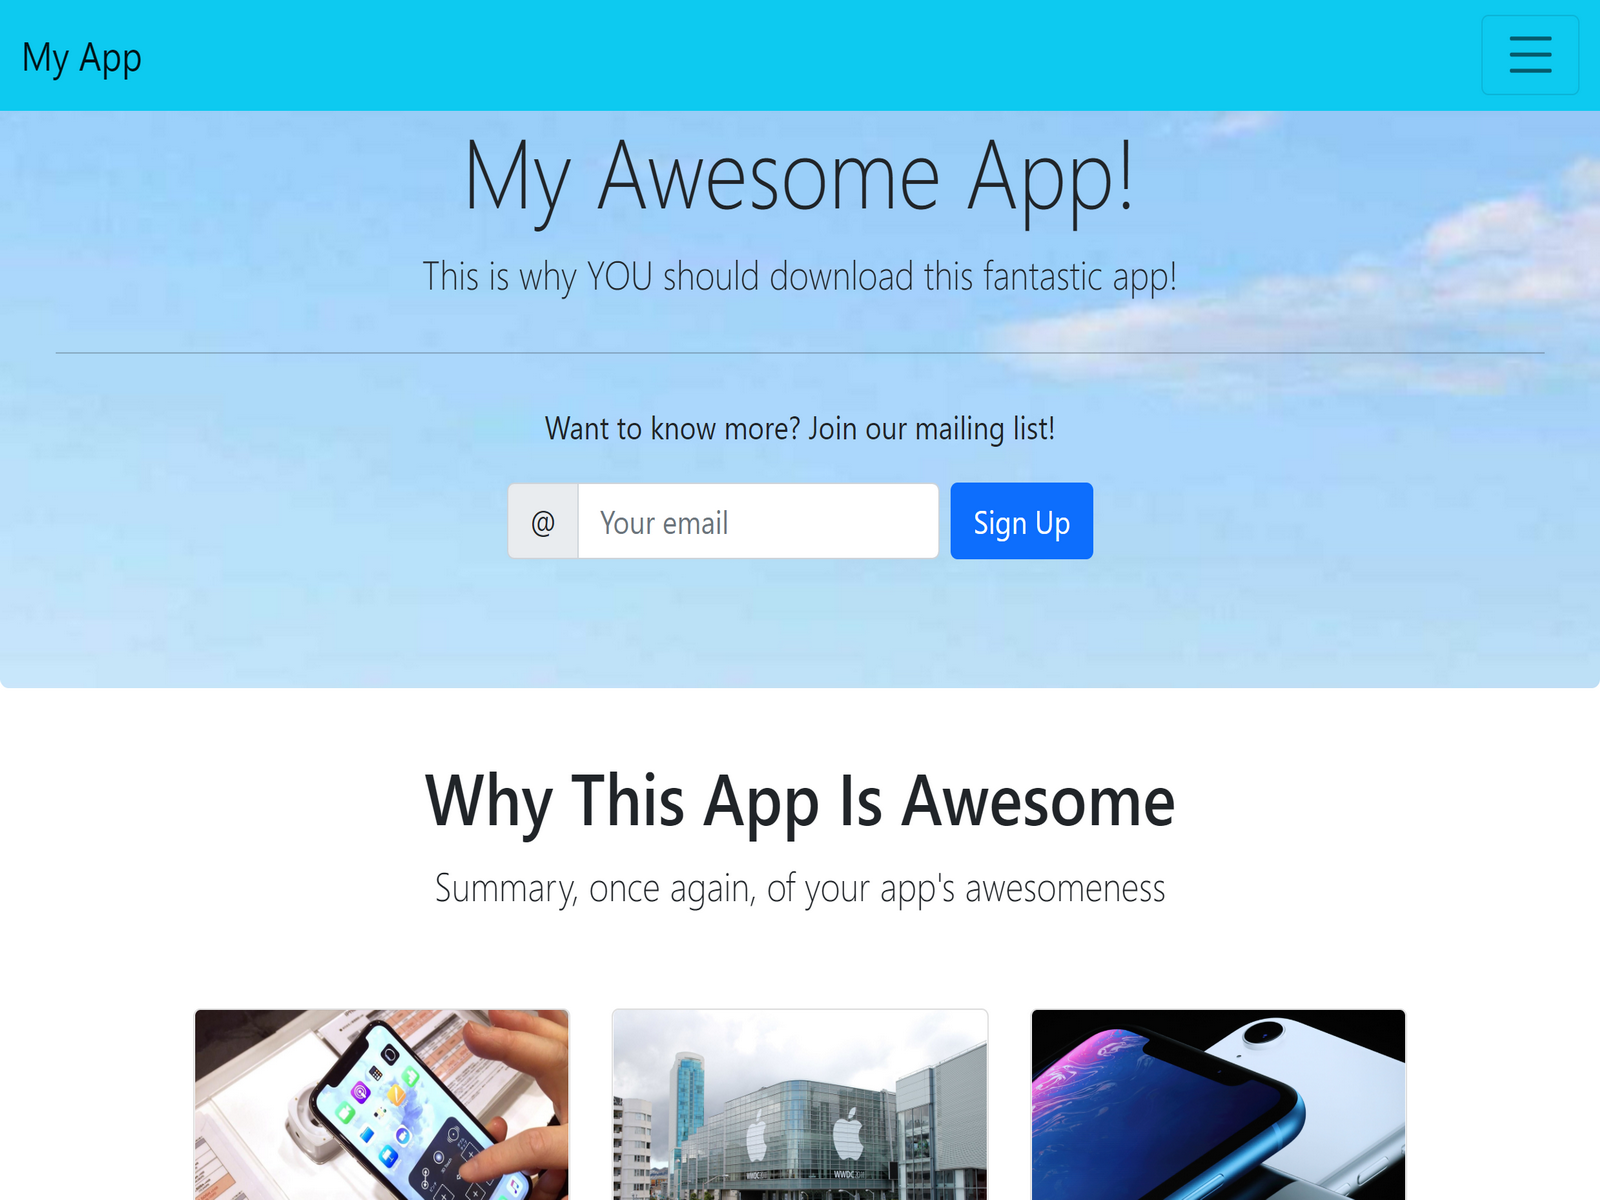 My App
My Awesome App!
This is why YOU should download this fantastic app!
Want to know more? Join our mailing list!
@ Your email Sign Up
Why This App Is Awesome
Summary, once again, of your app's awesomeness